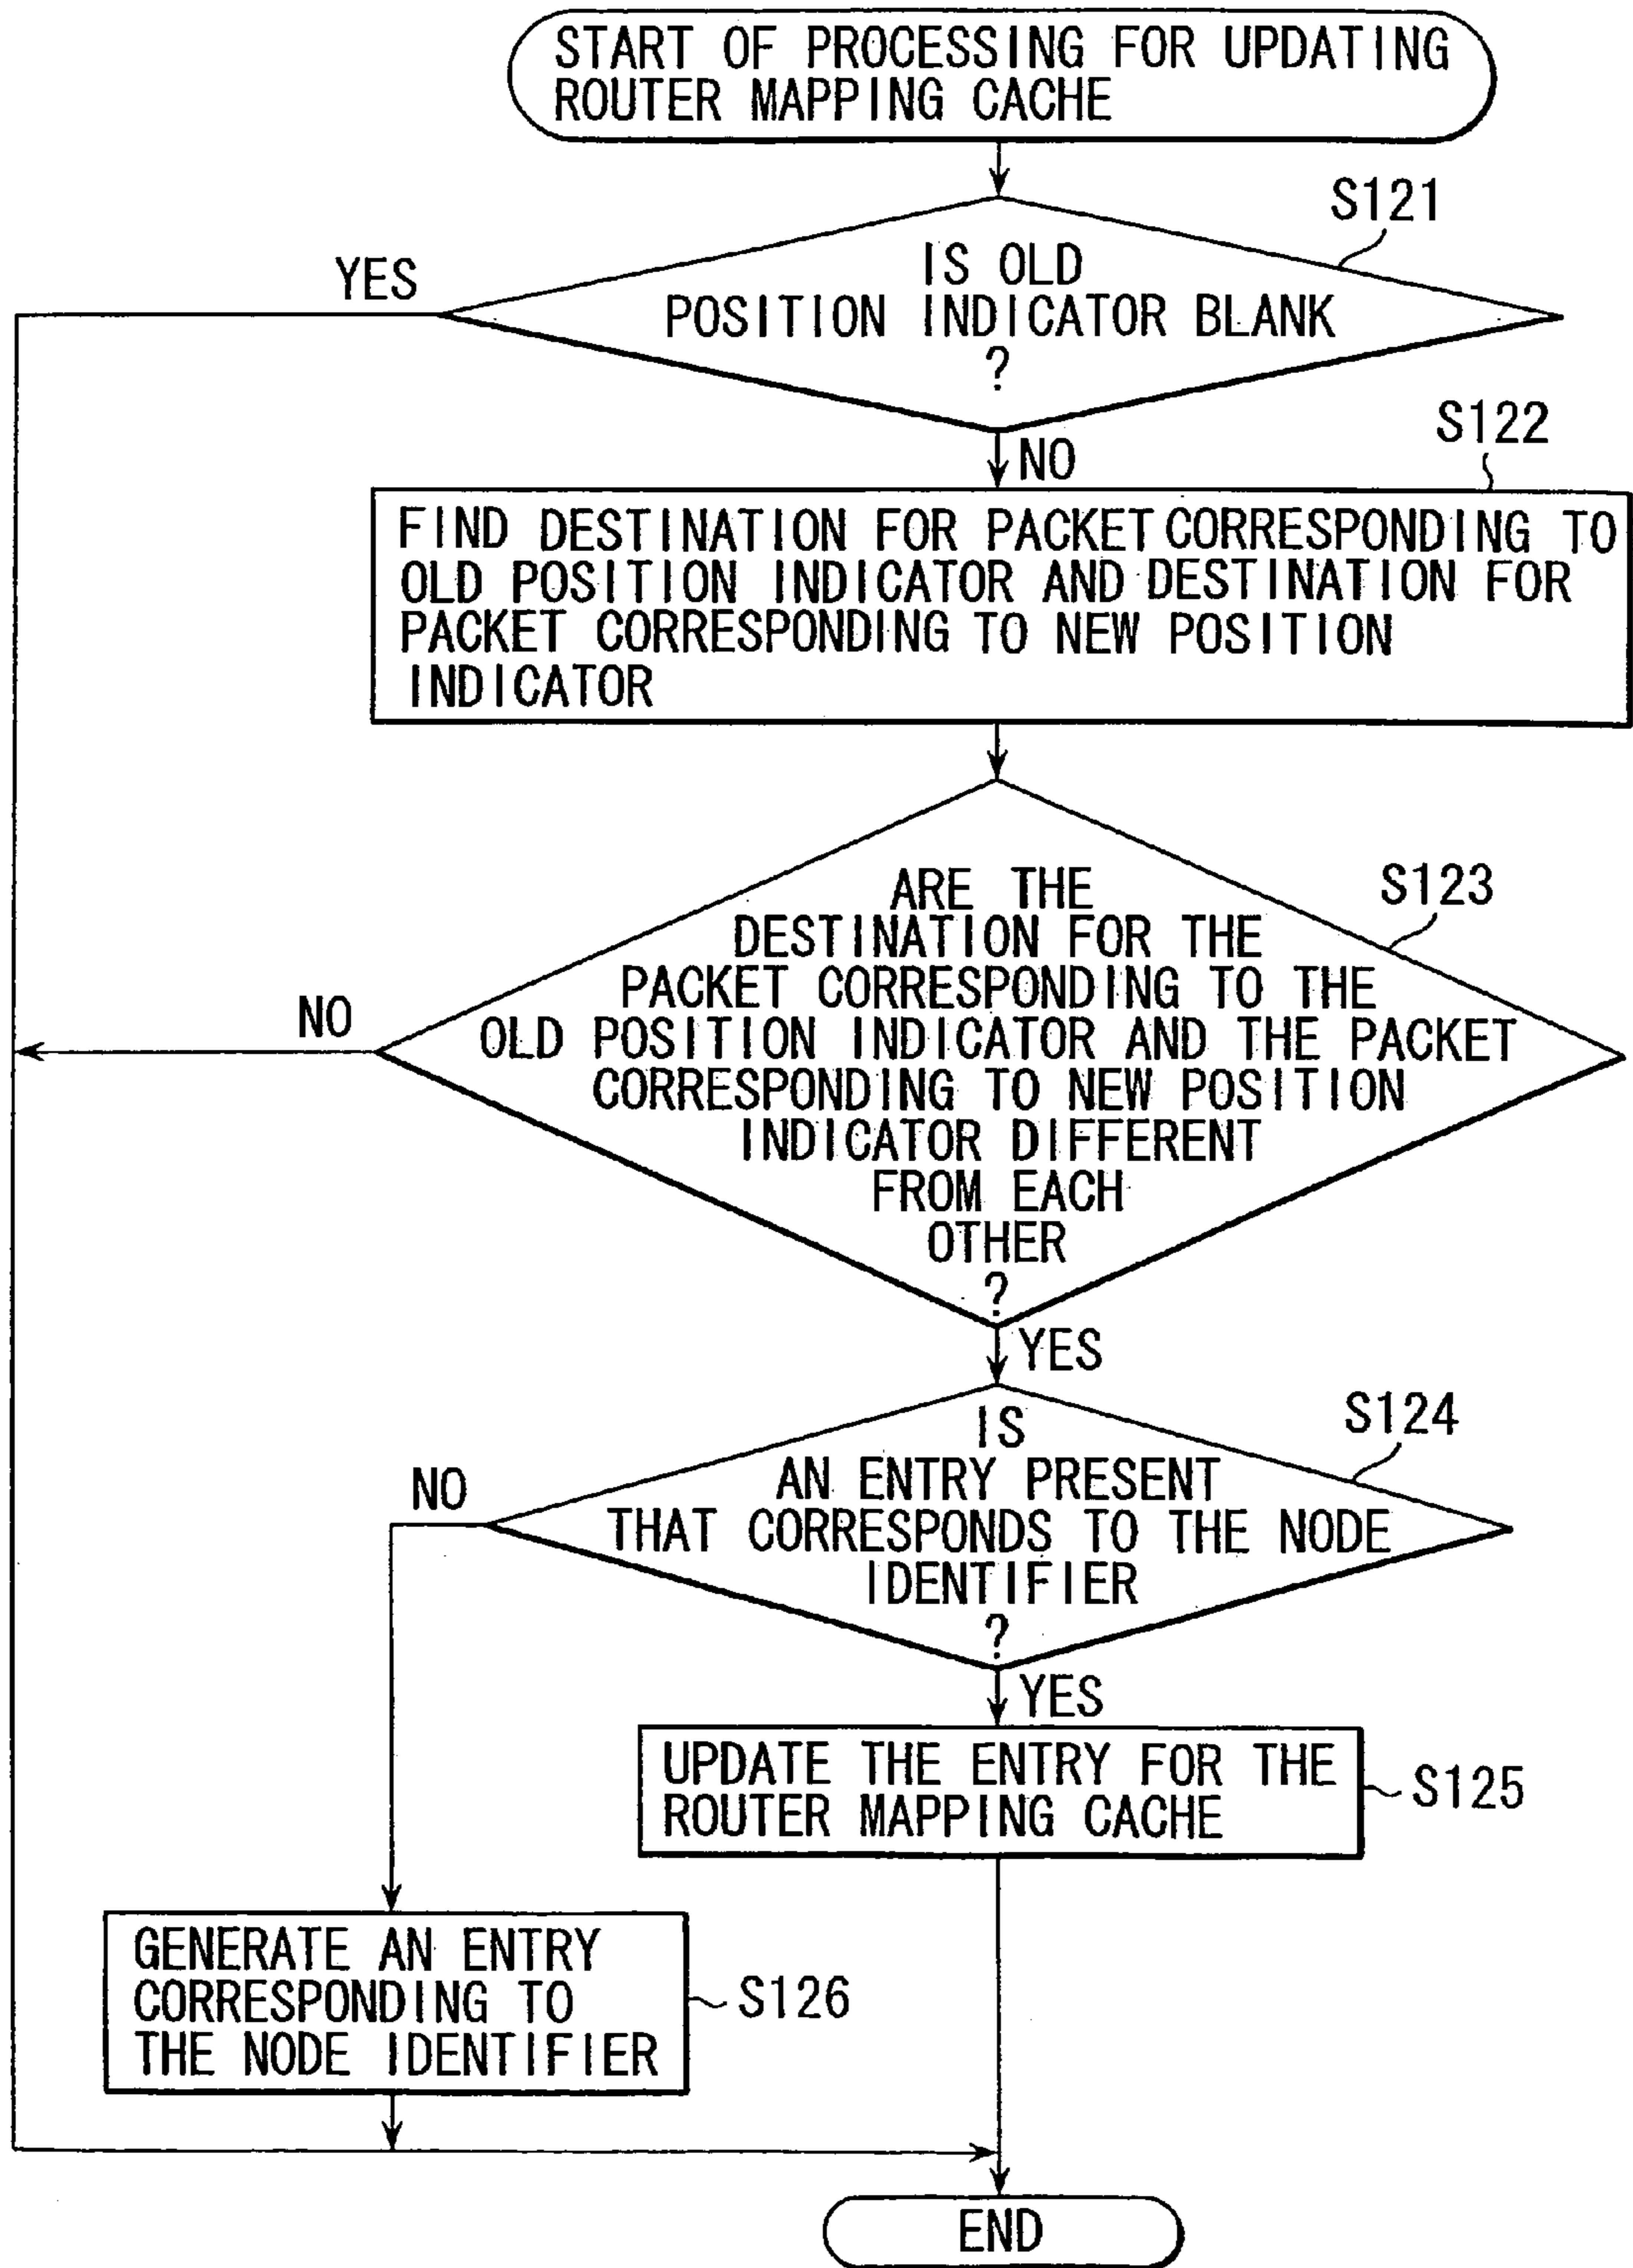 START OF PROCESSING FOR UPDATING
ROUTER MAPPING CACHE
S121
IS OLD
POSITION INDICATOR BLANK
?
YES
NO
S122
FIND DESTINATION FOR PACKET CORRESPONDING TO
OLD POSITION INDICATOR AND DESTINATION FOR
PACKET CORRESPONDING TO NEW POSITION
INDICATOR
S123
ARE THE
DESTINATION FOR THE
PACKET CORRESPONDING TO THE
OLD POSITION INDICATOR AND THE PACKET
CORRESPONDING TO NEW POSITION
INDICATOR DIFFERENT
FROM EACH
OTHER
?
NO
YES
S124
IS
AN ENTRY PRESENT
THAT CORRESPONDS TO THE NODE
IDENTIFIER
?
NO
YES
UPDATE THE ENTRY FOR THE
ROUTER MAPPING CACHE
S125
GENERATE AN ENTRY
CORRESPONDING TO
THE NODE IDENTIFIER
S126
END